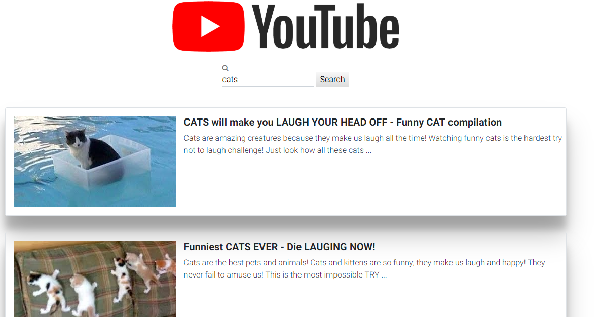 YouTube
cats
Search
CATS will make you LAUGH YOUR HEAD OFF - Funny CAT compilation
Cats are amazing creatures because they make us laugh all the time! Watching funny cats is the hardest try
not to laugh challenge! Just look how all these cats ...
Funniest CATS EVER - Die LAUGING NOW!
Cats are the best pets and animals! Cats and kittens are so funny, they make us laugh and happy! They
never fail to amuse us! This is the most impossible TRY ...